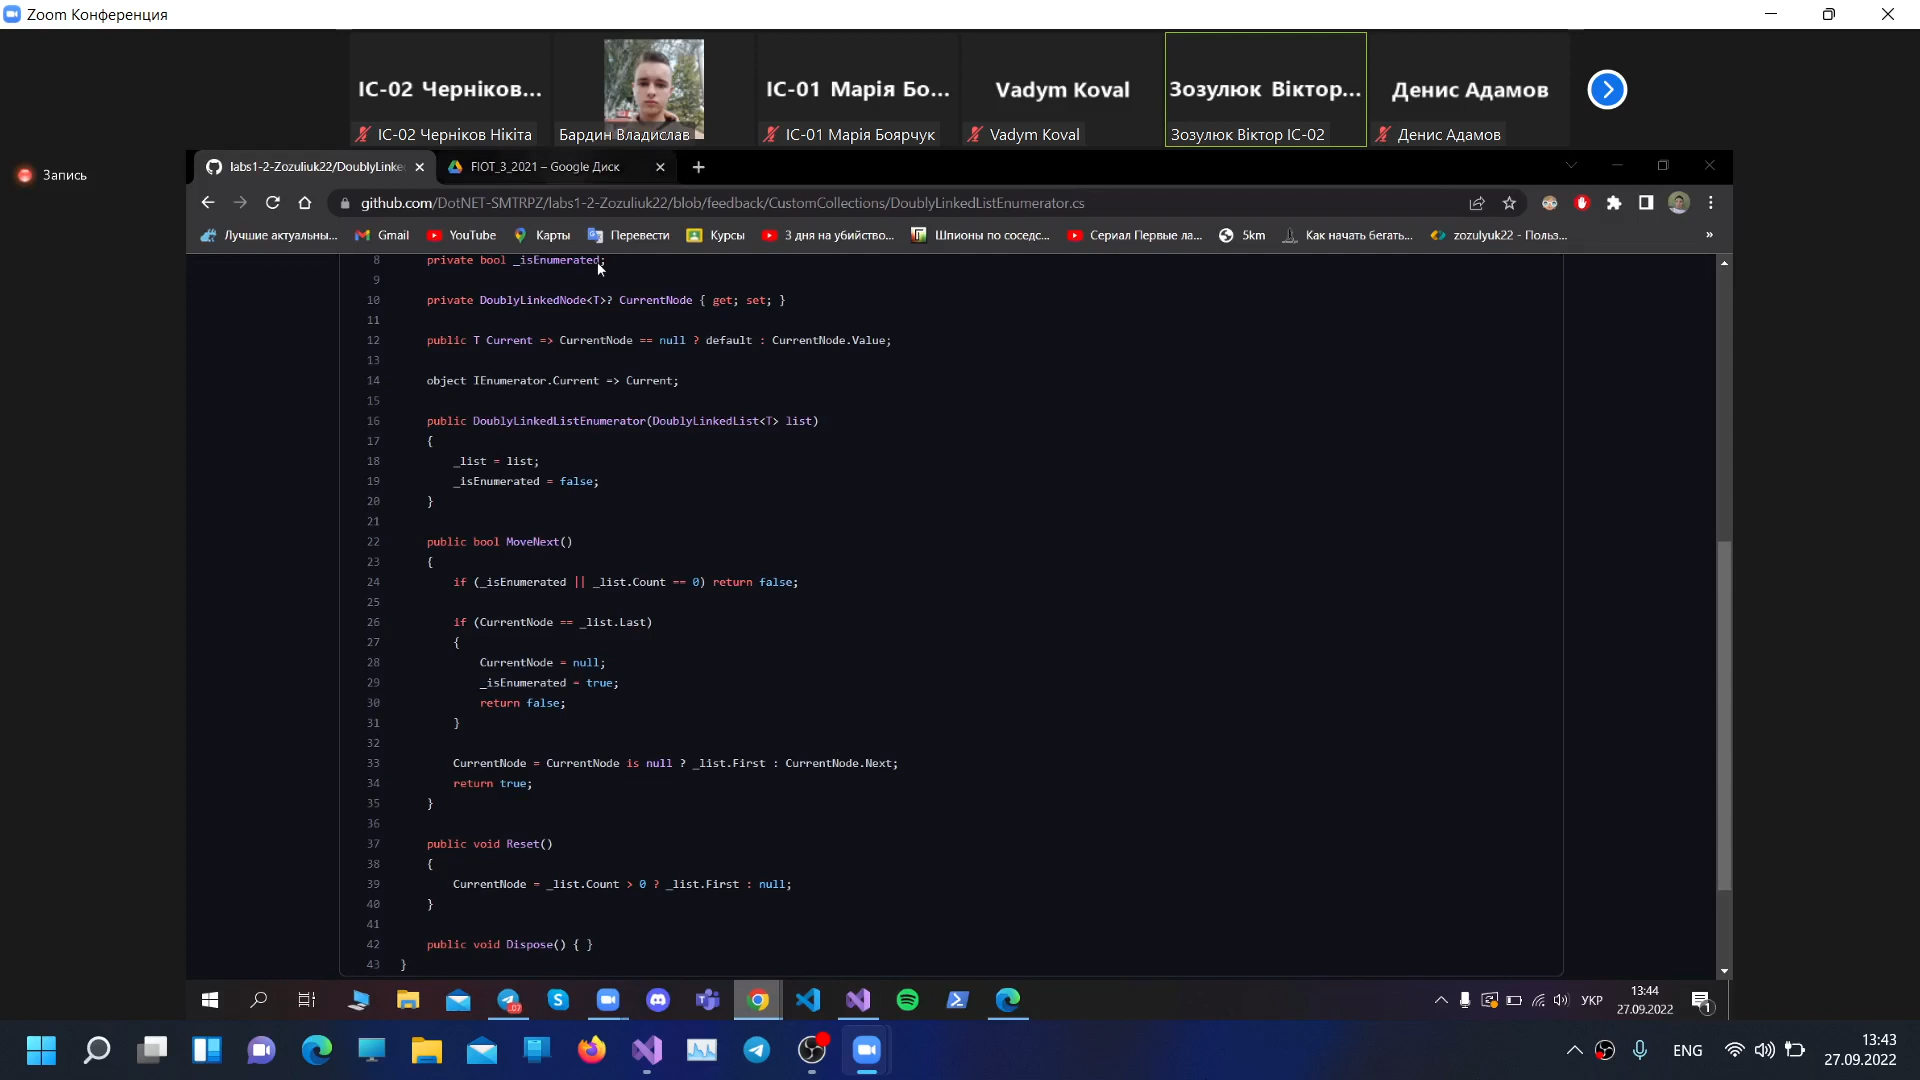 Zoom Конференция
ІС-02 Черніков...
ІС-01 Марія Бо...
Vadym Koval
Зозулюк Віктор...
Денис Адамов
ІС-02 Черніков Нікіта
Бардин Владислав
ІС-01 Марія Боярчук
Vadym Koval
Зозулюк Віктор ІС-02
Денис Адамов
Запись
labs1-2-Zozuliuk22/DoublyLinke
FIOT_3_2021 – Google Диск
github.com/DotNET-SMTRPZ/labs1-2-Zozuliuk22/blob/feedback/CustomCollections/DoublyLinkedListEnumerator.cs
Лучшие актуальны...
Gmail
YouTube
Карты
Перевести
Курсы
3 дня на убийство...
Шпионы по соседс...
Сериал Первые ла...
5km
Как начать бегать...
zozulyuk22 - Польз...
»
8 private bool _isEnumerated;
9
10 private DoublyLinkedNode<T>? CurrentNode { get; set; }
11
12 public T Current => CurrentNode == null ? default : CurrentNode.Value;
13
14 object IEnumerator.Current => Current;
15
16 public DoublyLinkedListEnumerator(DoublyLinkedList<T> list)
17 {
18 _list = list;
19 _isEnumerated = false;
20 }
21
22 public bool MoveNext()
23 {
24 if (_isEnumerated || _list.Count == 0) return false;
25
26 if (CurrentNode == _list.Last)
27 {
28 CurrentNode = null;
29 _isEnumerated = true;
30 return false;
31 }
32
33 CurrentNode = CurrentNode is null ? _list.First : CurrentNode.Next;
34 return true;
35 }
36
37 public void Reset()
38 {
39 CurrentNode = _list.Count > 0 ? _list.First : null;
40 }
41
42 public void Dispose() { }
43 }
УКР
13:44
27.09.2022
1
ENG
13:43
27.09.2022